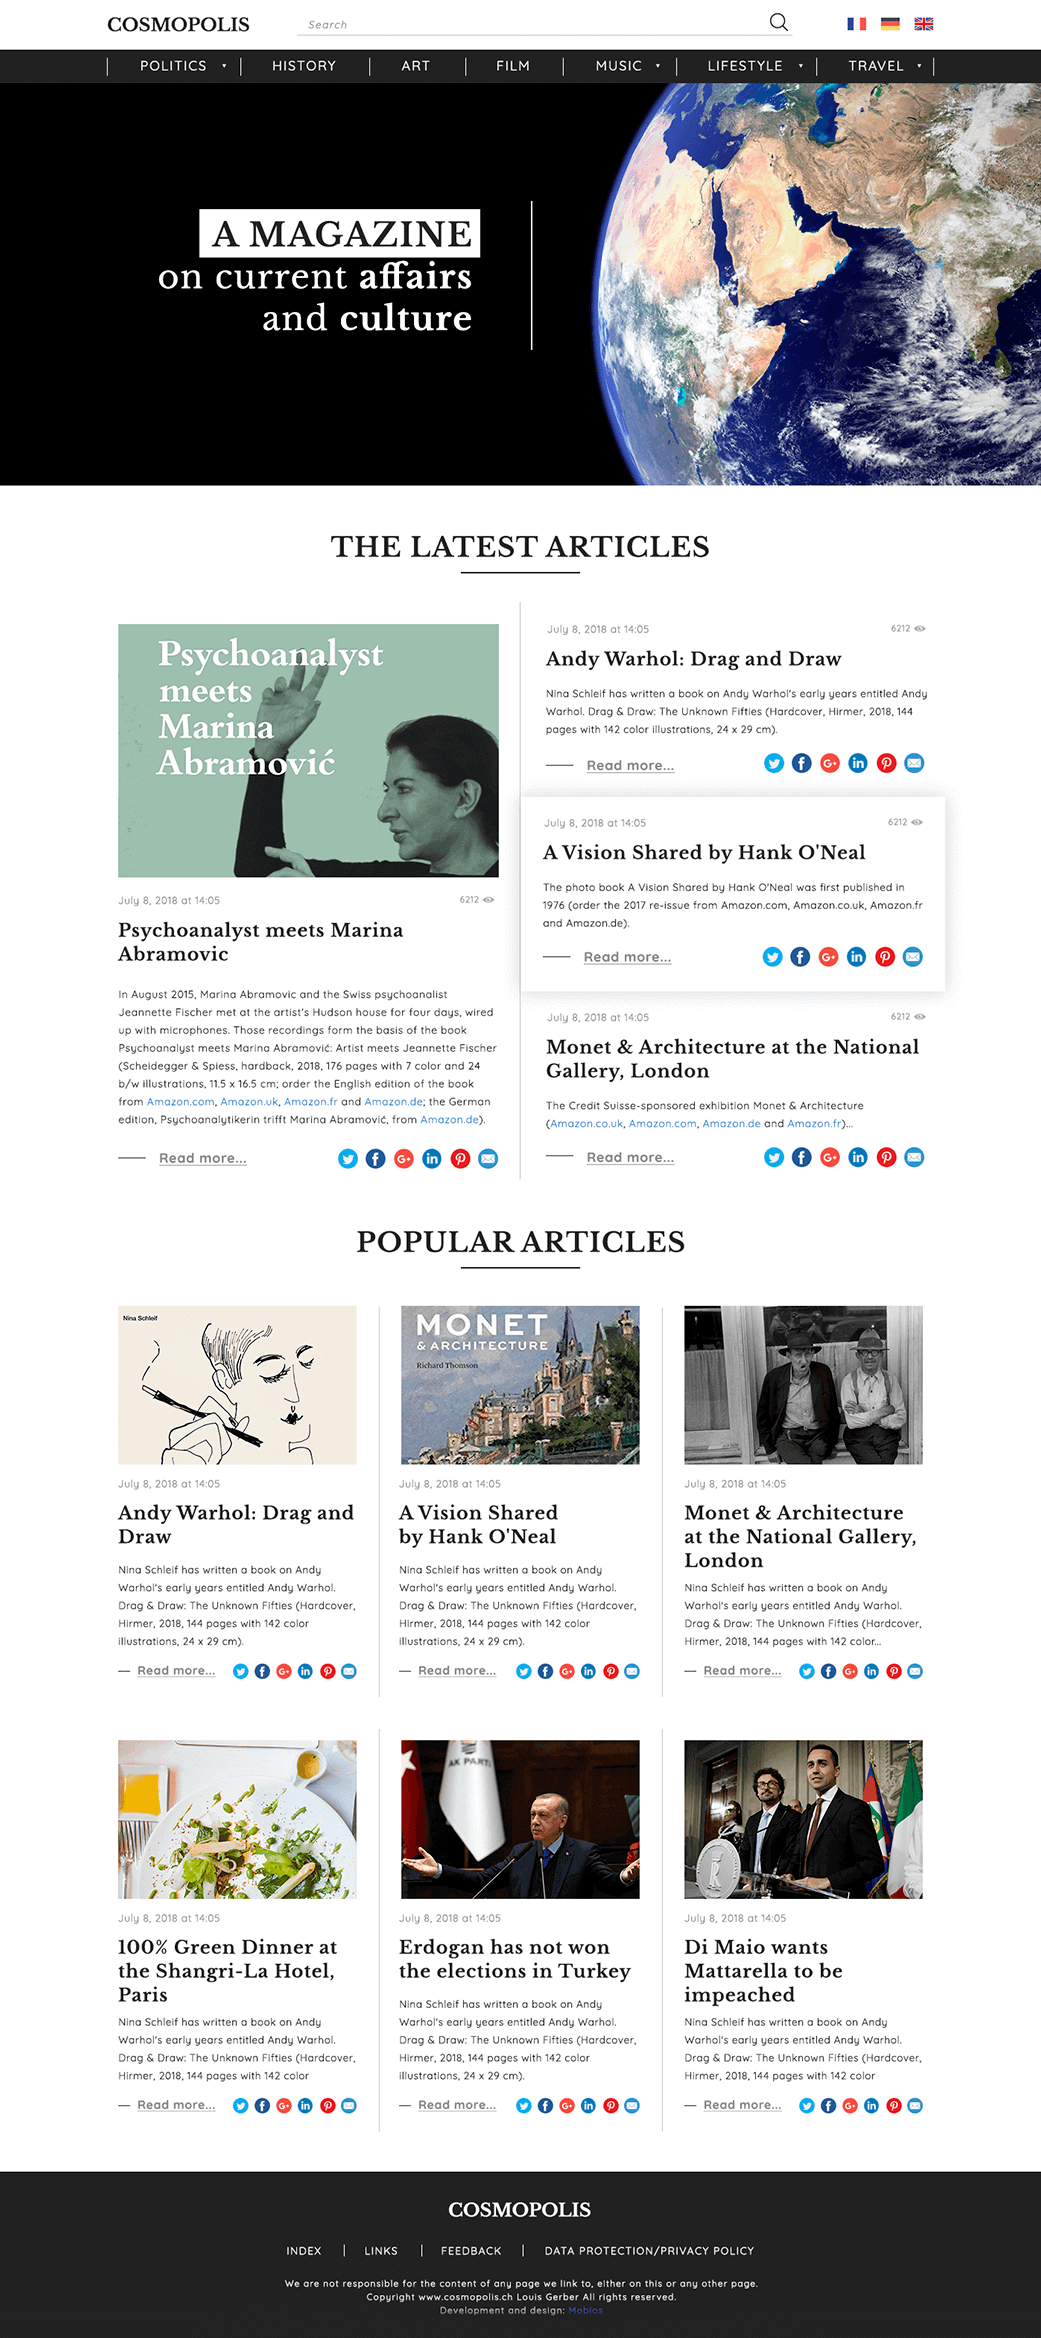 COSMOPOLIS
Search
POLITICS
HISTORY
ART
FILM
MUSIC
LIFESTYLE
TRAVEL
A MAGAZINE
on current affairs
and culture
THE LATEST ARTICLES
Psychoanalyst
meets
Marina
Abramović
July 8, 2018 at 14:05
6212
Psychoanalyst meets Marina
Abramovic
In August 2015, Marina Abramovic and the Swiss psychoanalist
Jeannette Fischer met at the artist's Hudson house for four days, wired
up with microphones. Those recordings form the basis of the book
Psychoanalyst meets Marina Abramović: Artist meets Jeannette Fischer
(Scheidegger & Spiess, hardback, 2018, 176 pages with 7 color and 24
b/w illustrations, 11.5 x 16.5 cm; order the English edition of the book
from Amazon.com, Amazon.uk, Amazon.fr and Amazon.de; the German
edition, Psychoanalytikerin trifft Marina Abramović, from Amazon.de).
Read more...
July 8, 2018 at 14:05
6212
Andy Warhol: Drag and Draw
Nina Schleif has written a book on Andy Warhol's early years entitled Andy
Warhol. Drag & Draw: The Unknown Fifties (Hardcover, Hirmer, 2018, 144
pages with 142 color illustrations, 24 x 29 cm).
Read more...
July 8, 2018 at 14:05
6212
A Vision Shared by Hank O'Neal
The photo book A Vision Shared by Hank O'Neal was first published in
1976 (order the 2017 re-issue from Amazon.com, Amazon.co.uk, Amazon.fr
and Amazon.de).
Read more...
July 8, 2018 at 14:05
6212
Monet & Architecture at the National
Gallery, London
The Credit Suisse-sponsored exhibition Monet & Architecture
(Amazon.co.uk, Amazon.com, Amazon.de and Amazon.fr)...
Read more...
POPULAR ARTICLES
Nina Schleif
July 8, 2018 at 14:05
Andy Warhol: Drag and
Draw
Nina Schleif has written a book on Andy
Warhol's early years entitled Andy Warhol.
Drag & Draw: The Unknown Fifties (Hardcover,
Hirmer, 2018, 144 pages with 142 color
illustrations, 24 x 29 cm).
Read more...
MONET
& ARCHITECTURE
Richard Thomson
July 8, 2018 at 14:05
A Vision Shared
by Hank O'Neal
Nina Schleif has written a book on Andy
Warhol's early years entitled Andy Warhol.
Drag & Draw: The Unknown Fifties (Hardcover,
Hirmer, 2018, 144 pages with 142 color
illustrations, 24 x 29 cm).
Read more...
July 8, 2018 at 14:05
Monet & Architecture
at the National Gallery,
London
Nina Schleif has written a book on Andy
Warhol's early years entitled Andy Warhol.
Drag & Draw: The Unknown Fifties (Hardcover,
Hirmer, 2018, 144 pages with 142 color...
Read more...
July 8, 2018 at 14:05
100% Green Dinner at
the Shangri-La Hotel,
Paris
Nina Schleif has written a book on Andy
Warhol's early years entitled Andy Warhol.
Drag & Draw: The Unknown Fifties (Hardcover,
Hirmer, 2018, 144 pages with 142 color
Read more...
AK PARTİ
July 8, 2018 at 14:05
Erdogan has not won
the elections in Turkey
Nina Schleif has written a book on Andy
Warhol's early years entitled Andy Warhol.
Drag & Draw: The Unknown Fifties (Hardcover,
Hirmer, 2018, 144 pages with 142 color
illustrations, 24 x 29 cm).
Read more...
July 8, 2018 at 14:05
Di Maio wants
Mattarella to be
impeached
Nina Schleif has written a book on Andy
Warhol's early years entitled Andy Warhol.
Drag & Draw: The Unknown Fifties (Hardcover,
Hirmer, 2018, 144 pages with 142 color
Read more...
COSMOPOLIS
INDEX
LINKS
FEEDBACK
DATA PROTECTION/PRIVACY POLICY
We are not responsible for the content of any page we link to, either on this or any other page.
Copyright www.cosmopolis.ch Louis Gerber All rights reserved.
Development and design: Mobios